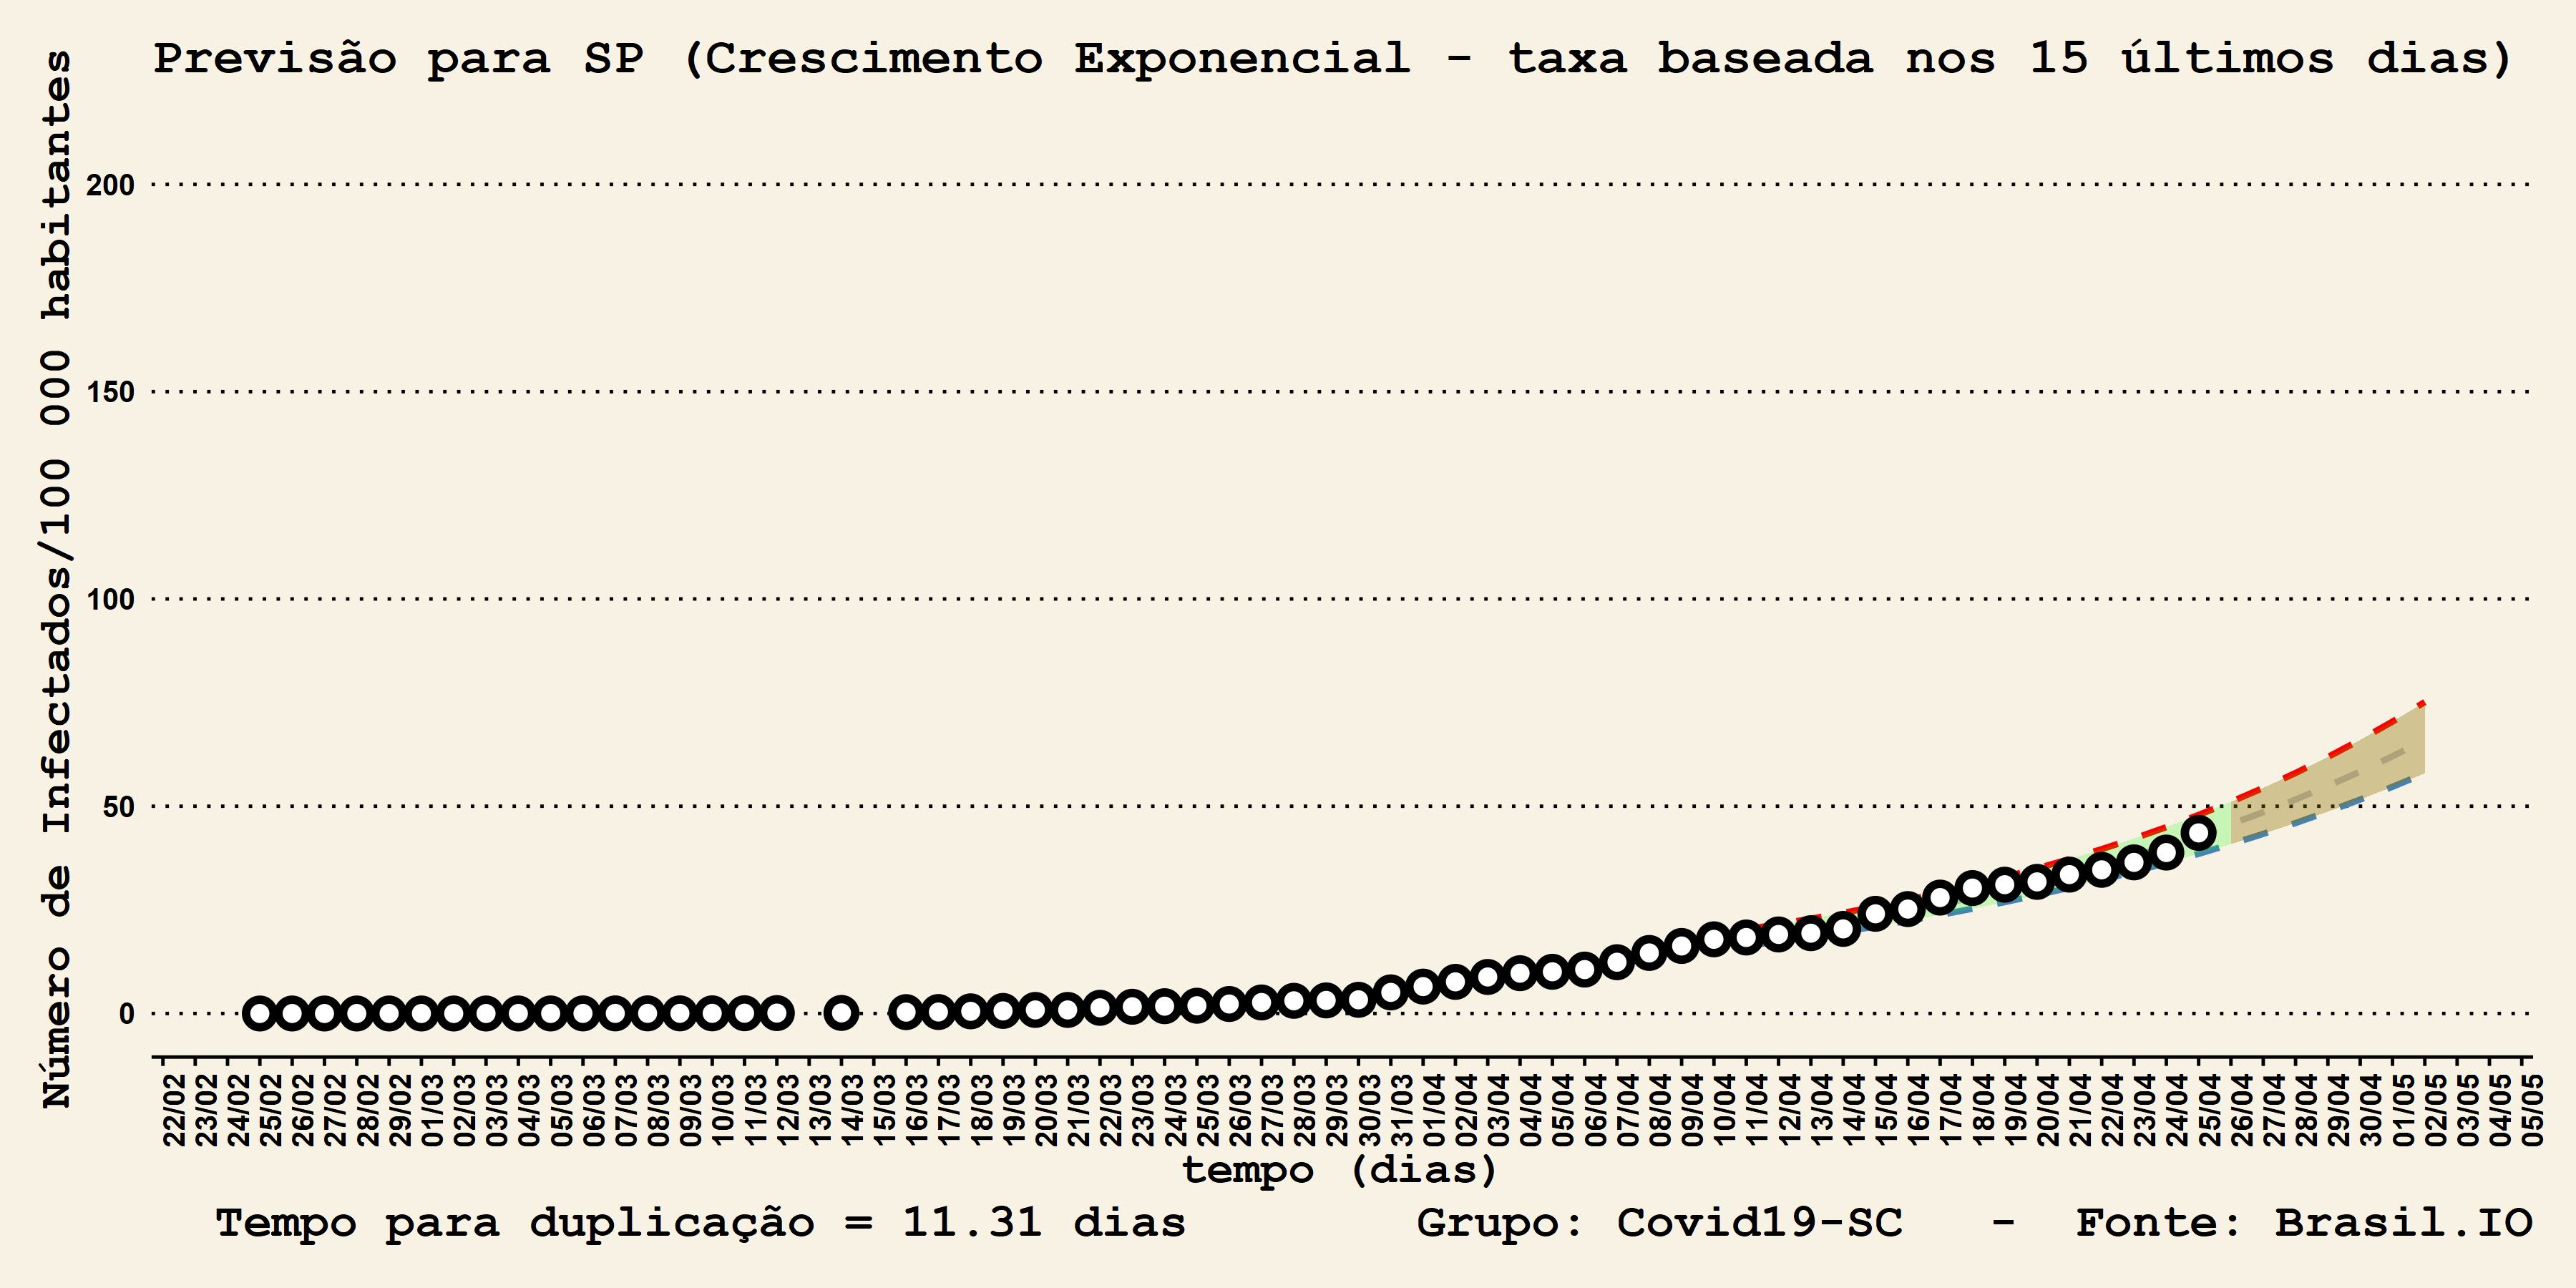 Previsão para SP (Crescimento Exponencial - taxa baseada nos 15 últimos dias)
Número de Infectados/100 000 habitantes
200
150
100
50
0
22/02 23/02 24/02 25/02 26/02 27/02 28/02 29/02 01/03 02/03 03/03 04/03 05/03 06/03 07/03 08/03 09/03 10/03 11/03 12/03 13/03 14/03 15/03 16/03 17/03 18/03 19/03 20/03 21/03 22/03 23/03 24/03 25/03 26/03 27/03 28/03 29/03 30/03 31/03 01/04 02/04 03/04 04/04 05/04 06/04 07/04 08/04 09/04 10/04 11/04 12/04 13/04 14/04 15/04 16/04 17/04 18/04 19/04 20/04 21/04 22/04 23/04 24/04 25/04 26/04 27/04 28/04 29/04 30/04 01/05 02/05 03/05 04/05 05/05
tempo (dias)
Tempo para duplicação = 11.31 dias Grupo: Covid19-SC - Fonte: Brasil.IO